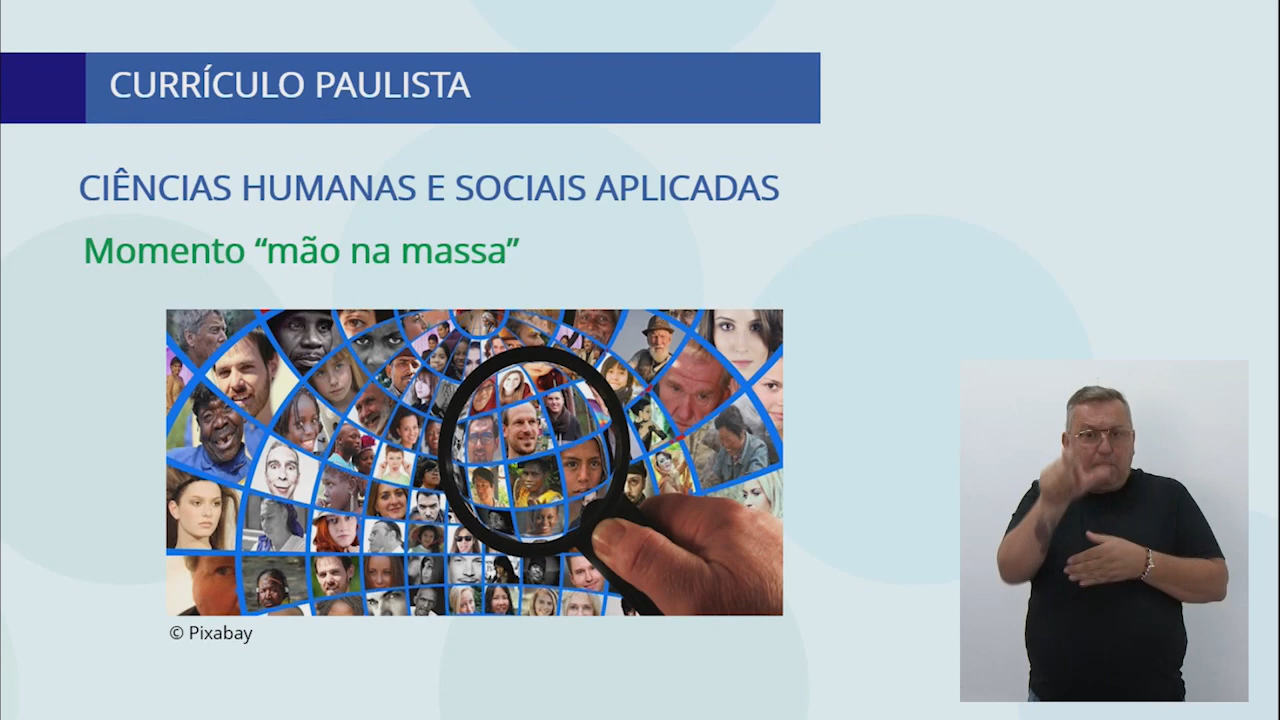 CURRÍCULO PAULISTA
CIÊNCIAS HUMANAS E SOCIAIS APLICADAS
Momento “mão na massa”
© Pixabay